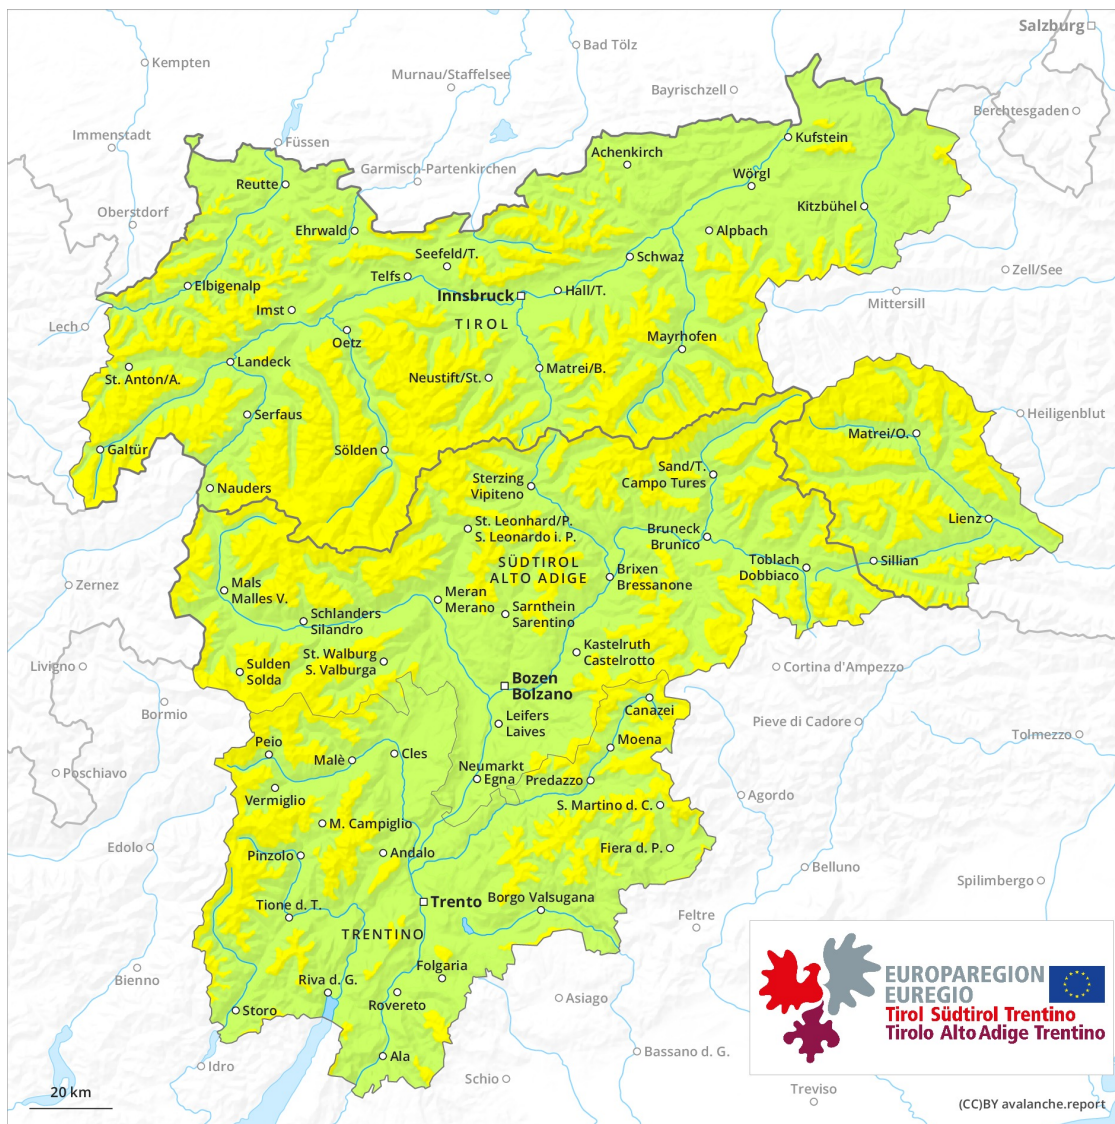 Salzburg
Bad Tölz
Kempten
Murnau/Staffelsee
Bayrischzell
Berchtesgaden
Immenstadt
Füssen
Kufstein
Achenkirch
Garmisch-Partenkirchen
Wörgl
Reutte
Oberstdorf
Kitzbühel
Ehrwald
Alpbach
Seefeld/T.
Schwaz
Zell/See
Telfs
Elbigenalp
Hall/T.
Innsbruck
Mittersill
Imst
TIROL
Lech
Oetz
Mayrhofen
Landeck
Matrei/B.
St. Anton/A.
Neustift/St.
Serfaus
Heiligenblut
Matrei/O.
Galtür
Sölden
Sand/T.
Campo Tures
Sterzing
Vipiteno
Nauders
St. Leonhard/P.
S. Leonardo i. P.
Lienz
Bruneck
Brunico
SÜDTIROL
ALTO ADIGE
Toblach
Dobbiaco
Sillian
Brixen
Bressanone
Zernez
Mals
Malles V.
Meran
Merano
Sarnthein
Sarentino
Schlanders
Silandro
Kastelruth
Castelrotto
St. Walburg
S. Valburga
Livigno
Sulden
Solda
Cortina d'Ampezzo
Bozen
Bolzano
Canazei
Bormio
Leifers
Laives
Pieve di Cadore
Tolmezzo
Moena
Peio
Cles
Malè
Poschiavo
Neumarkt
Egna
Predazzo
Vermiglio
Agordo
S. Martino d. C.
M. Campiglio
Edolo
Fiera d. P.
Andalo
Pinzolo
Belluno
Spilimbergo
Borgo Valsugana
Trento
Tione d. T.
Feltre
TRENTINO
Folgaria
Bienno
Riva d. G.
Asiago
Rovereto
Storo
Bassano d. G.
Ala
Idro
Schio
Treviso
EUROPAREGION
EUREGIO
Tirol Südtirol Trentino
Tirolo Alto Adige Trentino
20 km
(CC)BY avalanche.report